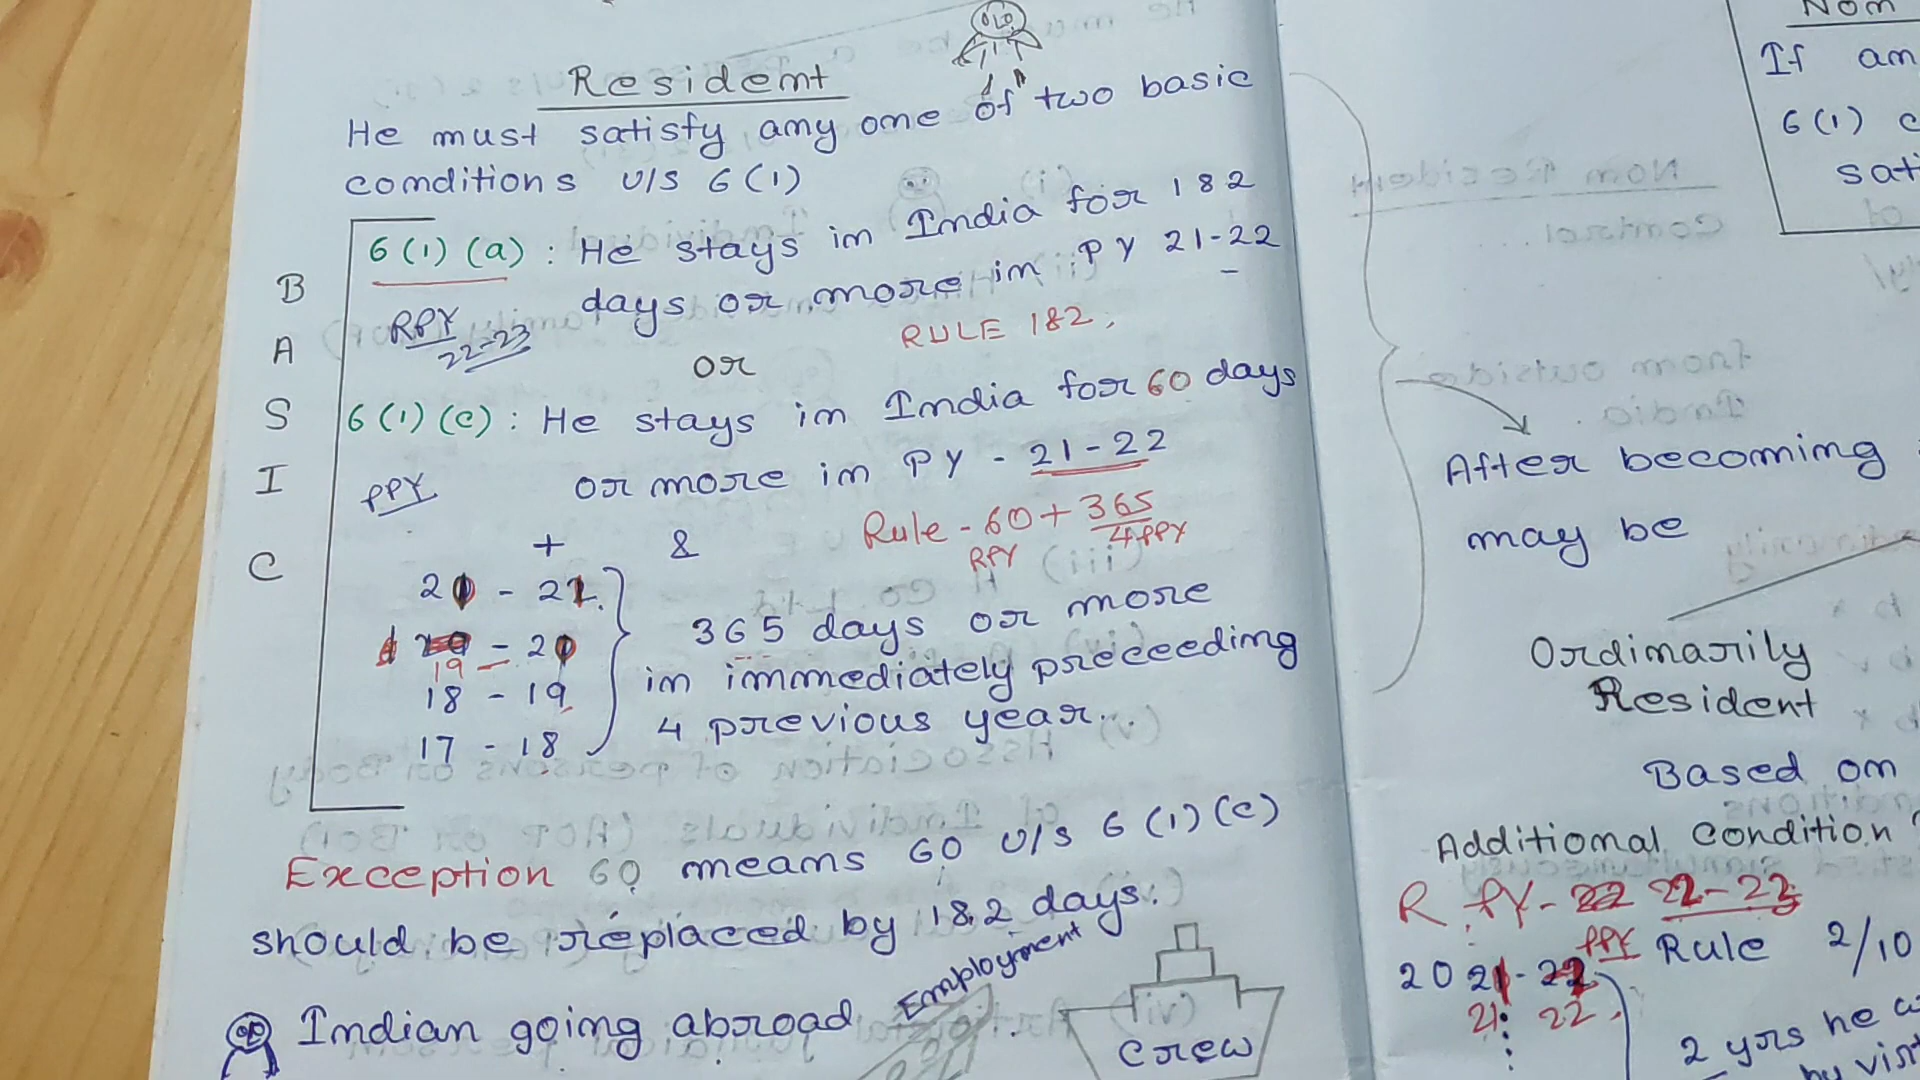 Resident
He must satisfy any one of two basic
conditions U/S 6(1)
BASIC
6(1) (a) : He stays in India for 182
days or more in PY 21-22
RPY
22-23
RULE 182.
or
6(1) (c) : He stays in India for 60 days
or more in PY - 21-22
PPY
Rule - 60 + 365
RPY 4PPY
+ &
- 20
19 -
18 - 19
17 - 18
365 days or more
in immediately preceeding
4 previous year...
Exception 60 means 60 U/S 6(1)(c)
should be replaced by 182 days.
Indian going abroad
Employment
Crew
Non
If an
6(1)
After becoming
may be
Ordinarily
Resident
Based on
Additional Condition
R PY - 22-23
PPY Rule 2/10
20
21 22
2 yrs he